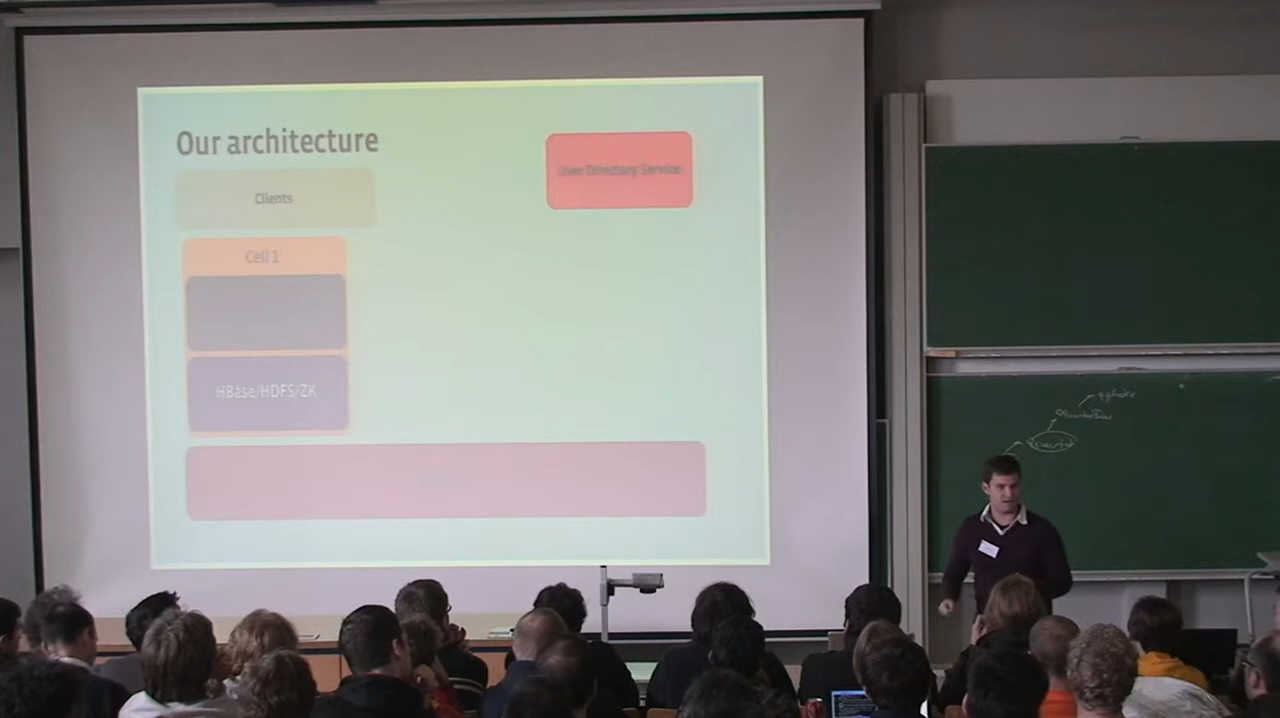 Our architecture
User Directory Service
Clients
Cell 1
HBase/HDFS/ZK